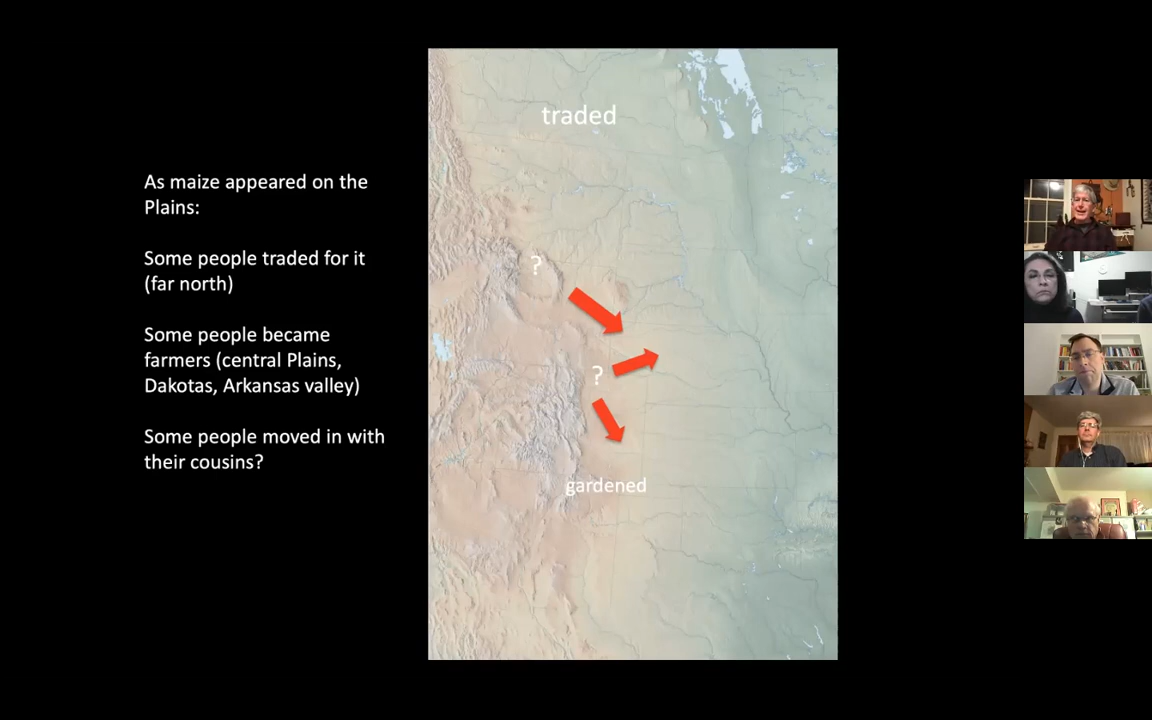 As maize appeared on the
Plains:
Some people traded for it
(far north)
Some people became
farmers (central Plains,
Dakotas, Arkansas valley)
Some people moved in with
their cousins?
traded
?
?
gardened